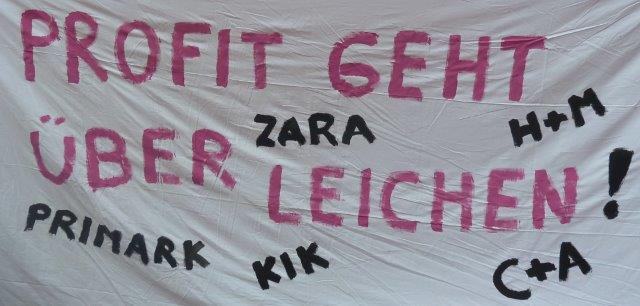 PROFIT GEHT
ZARA H+M
ÜBER LEICHEN!
PRIMARK KIK C+A